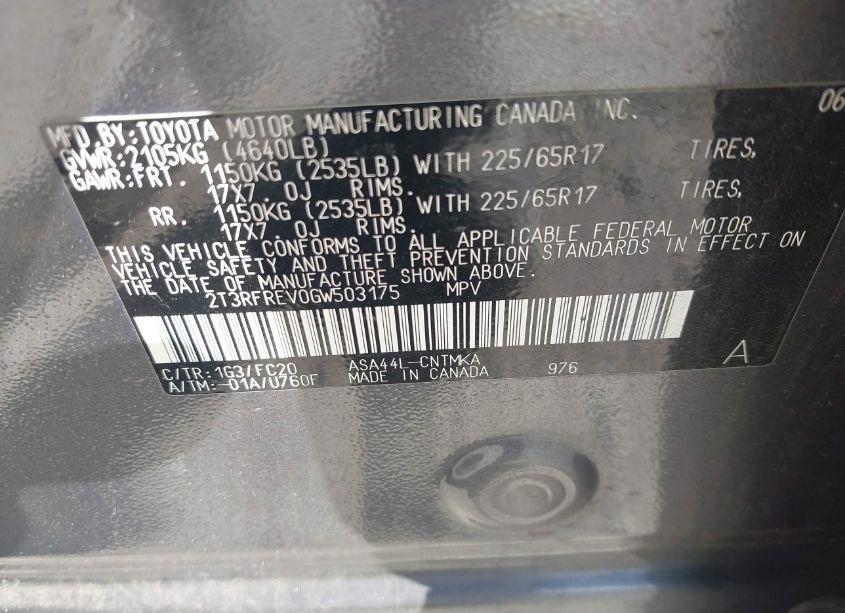 MFD. BY: TOYOTA MOTOR MANUFACTURING CANADA INC. 06
GVWR: 2105KG (4640LB)
GAWR: FRT. 1150KG (2535LB) WITH 225/65R17 TIRES,
17X7.0J RIMS.
RR. 1150KG (2535LB) WITH 225/65R17 TIRES,
17X7.0J RIMS.
THIS VEHICLE CONFORMS TO ALL APPLICABLE FEDERAL MOTOR
VEHICLE SAFETY AND THEFT PREVENTION STANDARDS IN EFFECT ON
THE DATE OF MANUFACTURE SHOWN ABOVE.
2T3RFREV0GW503175 MPV
C/TR: 1G3/FC20 ASA44L-CNTMKA A
A/TM: -01A/U760F MADE IN CANADA 976